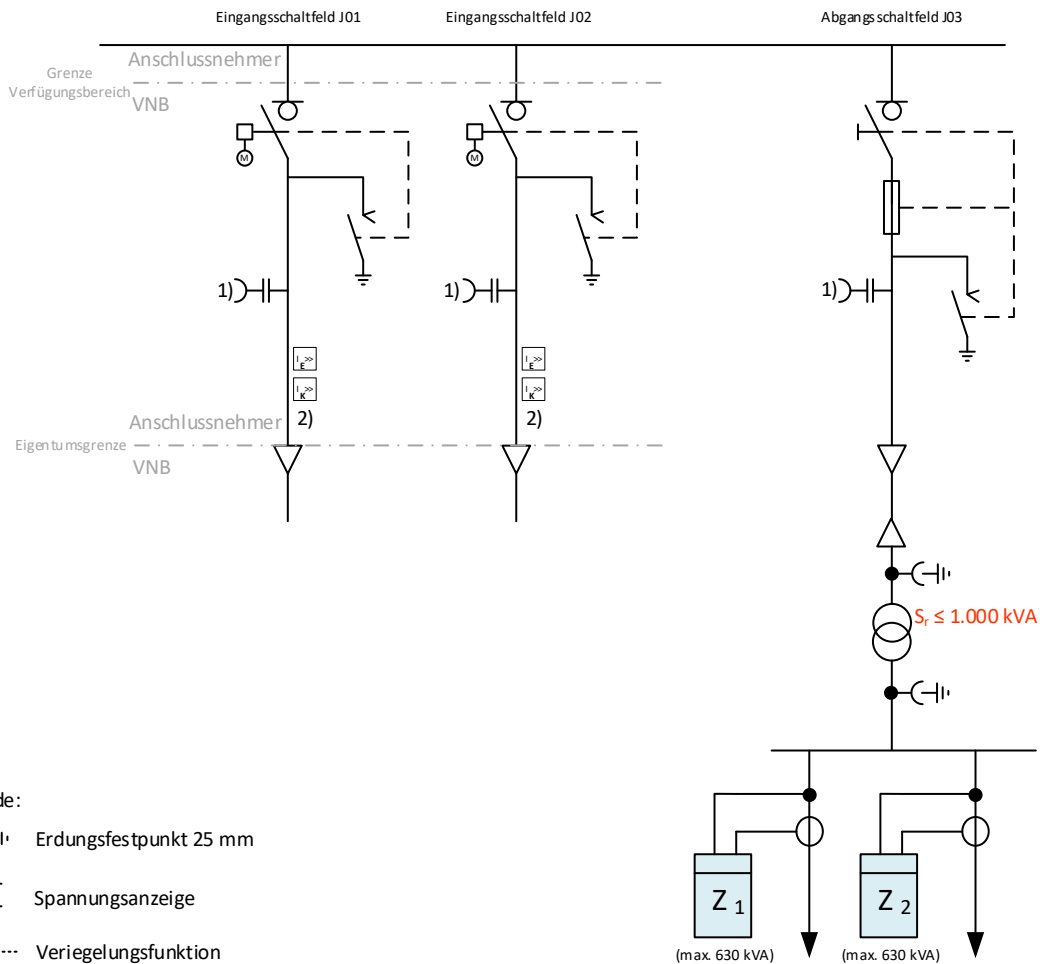 Eingangsschaltfeld J01
Eingangsschaltfeld J02
Abgangsschaltfeld J03
Anschlussnehmer
Grenze
Verfügungsbereich
VNB
M
M
1)
1)
1)
I E >>
I E >>
I K >>
I K >>
2)
2)
Anschlussnehmer
Eigentumsgrenze
VNB
Sr ≤ 1.000 kVA
de:
Erdungsfestpunkt 25 mm
Spannungsanzeige
Veriegelungsfunktion
Z 1
Z 2
(max. 630 kVA)
(max. 630 kVA)